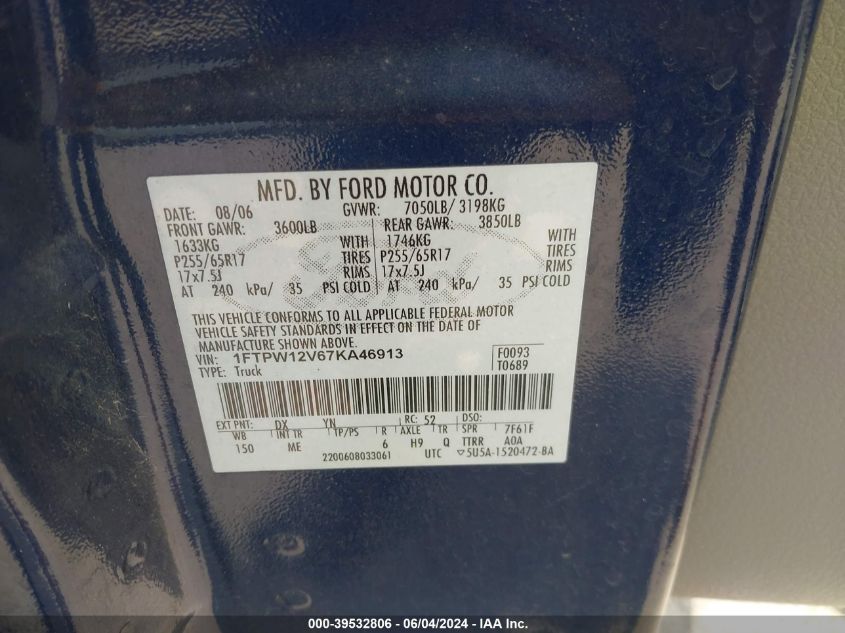 MFD. BY FORD MOTOR CO.
DATE: 08/06 GVWR: 7050LB/ 3198KG
FRONT GAWR: 3600LB REAR GAWR: 3850LB
1633KG WITH 1746KG WITH
P255/65R17 TIRES P255/65R17 TIRES
17x7.5J RIMS 17x7.5J RIMS
AT 240 kPa/ 35 PSI COLD AT 240 kPa/ 35 PSI COLD
Ford
THIS VEHICLE CONFORMS TO ALL APPLICABLE FEDERAL MOTOR
VEHICLE SAFETY STANDARDS IN EFFECT ON THE DATE OF
MANUFACTURE SHOWN ABOVE.
VIN: 1FTPW12V67KA46913 F0093
TYPE: Truck T0689
EXT PNT: DX YN RC: 52 DSO:
WB INT TR TP/PS R AXLE TR SPR 7F61F
150 ME 6 H9 Q TTRR A0A
2200608033061 UTC ▽5U5A-1520472-BA
000-39532806 - 06/04/2024 - IAA Inc.